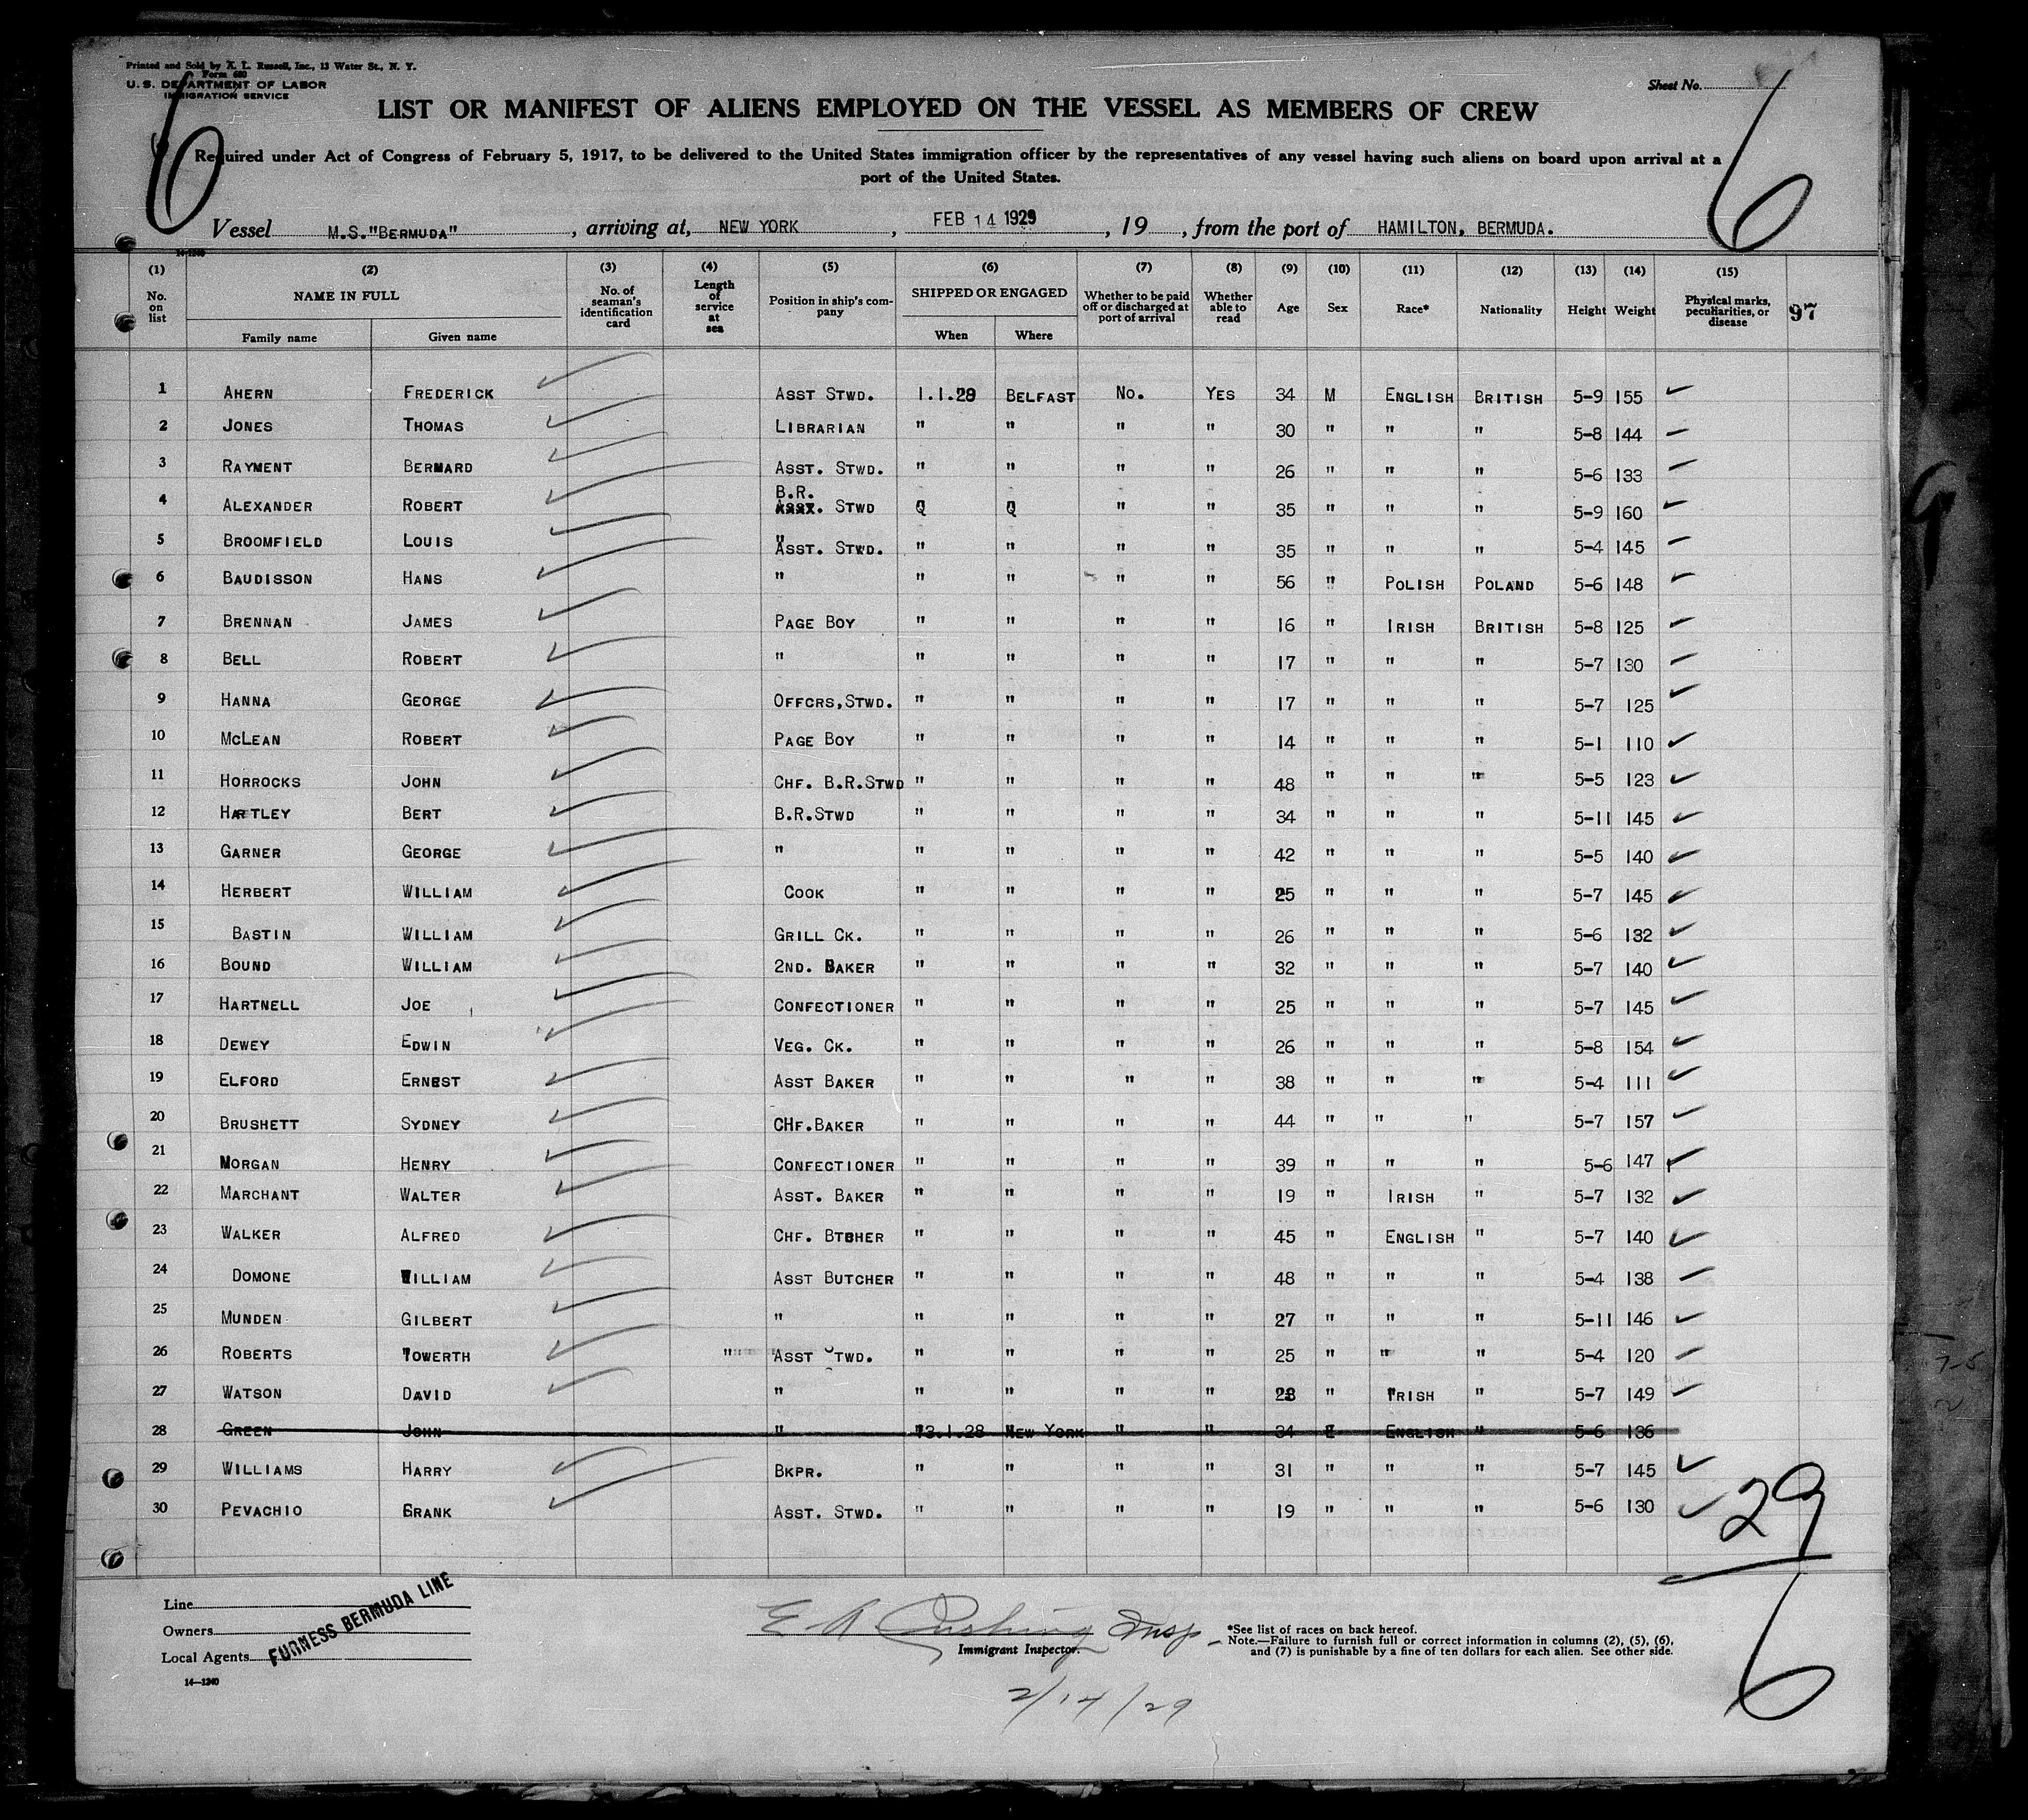 Printed and Sold by X. L. Russell, Inc., 13 Water St., N. Y.
Form 680
U. S. DEPARTMENT OF LABOR
IMMIGRATION SERVICE
Sheet No.
6 6
LIST OR MANIFEST OF ALIENS EMPLOYED ON THE VESSEL AS MEMBERS OF CREW
Required under Act of Congress of February 5, 1917, to be delivered to the United States immigration officer by the representatives of any vessel having such aliens on board upon arrival at a
port of the United States.
Vessel M.S."BERMUDA", arriving at, NEW YORK, FEB 14 1929, 19 , from the port of HAMILTON, BERMUDA.
14-1240
(1) (2) (3) (4) (5) (6) (7) (8) (9) (10) (11) (12) (13) (14) (15)
No. on list NAME IN FULL Family name Given name No. of seaman's identification card Length of service at sea Position in ship's company SHIPPED OR ENGAGED When Where Whether to be paid off or discharged at port of arrival Whether able to read Age Sex Race* Nationality Height Weight Physical marks, peculiarities, or disease 97
1 AHERN FREDERICK ASST STWD. 1.1.28 BELFAST NO. YES 34 M ENGLISH BRITISH 5-9 155
2 JONES THOMAS LIBRARIAN " " " " 30 " " " 5-8 144
3 RAYMENT BERMARD ASST. STWD. " " " " 26 " " " 5-6 133
4 ALEXANDER ROBERT B.R. STWD " " " " 35 " " " 5-9 160
5 BROOMFIELD LOUIS " ASST. STWD. " " " " 35 " " " 5-4 145
6 BAUDISSON HANS " " " " " 56 " POLISH POLAND 5-6 148
7 BRENNAN JAMES PAGE BOY " " " " 16 " IRISH BRITISH 5-8 125
8 BELL ROBERT " " " " " 17 " " " 5-7 130
9 HANNA GEORGE OFFCRS,STWD. " " " " 17 " " " 5-7 125
10 MCLEAN ROBERT PAGE BOY " " " " 14 " " " 5-1 110
11 HORROCKS JOHN CHF. B.R.STWD " " " " 48 " " " 5-5 123
12 HARTLEY BERT B.R.STWD " " " " 34 " " " 5-11 145
13 GARNER GEORGE " " " " " 42 " " " 5-5 140
14 HERBERT WILLIAM COOK " " " " 25 " " " 5-7 145
15 BASTIN WILLIAM GRILL CK. " " " " 26 " " " 5-6 132
16 BOUND WILLIAM 2ND. BAKER " " " " 32 " " " 5-7 140
17 HARTNELL JOE CONFECTIONER " " " " 25 " " " 5-7 145
18 DEWEY EDWIN VEG. CK. " " " " 26 " " " 5-8 154
19 ELFORD ERNEST ASST BAKER " " " " 38 " " " 5-4 111
20 BRUSHETT SYDNEY CHF.BAKER " " " " 44 " " " 5-7 157
21 MORGAN HENRY CONFECTIONER " " " " 39 " " " 5-6 147
22 MARCHANT WALTER ASST. BAKER " " " " 19 " IRISH " 5-7 132
23 WALKER ALFRED CHF. BTCHER " " " " 45 " ENGLISH " 5-7 140
24 DOMONE WILLIAM ASST BUTCHER " " " " 48 " " " 5-4 138
25 MUNDEN GILBERT " " " " " 27 " " " 5-11 146
26 ROBERTS TOWERTH " ASST STWD. " " " " 25 " " " 5-4 120
27 WATSON DAVID " " " " " 28 " IRISH " 5-7 149
28 GREEN JOHN " 13.1.28 NEW YORK " " 34 " ENGLISH " 5-6 136
29 WILLIAMS HARRY BKPR. " " " " 31 " " " 5-7 145
30 PEVACHIO GRANK ASST. STWD. " " " " 19 " " " 5-6 130
29
6
Line
Owners
Local Agents
FURNESS BERMUDA LINE
14—1240
E A Cushing Insp
Immigrant Inspector.
2/14/29
*See list of races on back hereof.
Note.—Failure to furnish full or correct information in columns (2), (5), (6),
and (7) is punishable by a fine of ten dollars for each alien. See other side.